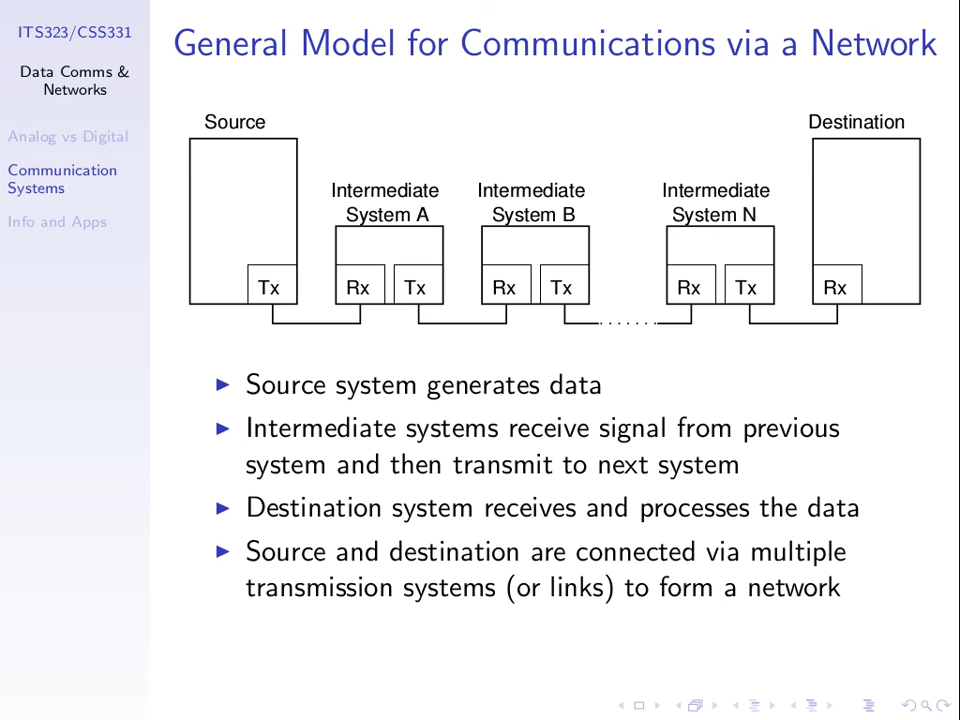 ITS323/CSS331
Data Comms &
Networks
Analog vs Digital
Communication
Systems
Info and Apps
General Model for Communications via a Network
Source
Destination
Intermediate
System A
Intermediate
System B
Intermediate
System N
Tx
Rx
Tx
Rx
Tx
Rx
Tx
Rx
Source system generates data
Intermediate systems receive signal from previous
system and then transmit to next system
Destination system receives and processes the data
Source and destination are connected via multiple
transmission systems (or links) to form a network